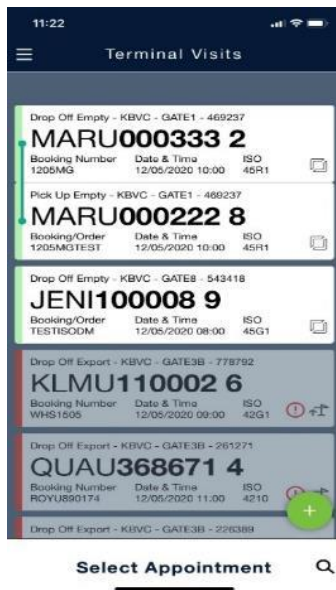 11:22
Terminal Visits
Drop Off Empty - KBVC - GATE1 - 469237
MARU000333 2
Booking Number Date & Time ISO
1205MG 12/05/2020 10:00 45R1
Pick Up Empty - KBVC - GATE1 - 469237
MARU000222 8
Booking/Order Date & Time ISO
1205MGTEST 12/05/2020 10:00 45R1
Drop Off Empty - KBVC - GATE8 - 543418
JENI100008 9
Booking/Order Date & Time ISO
TESTISODM 12/05/2020 08:00 45G1
Drop Off Export - KBVC - GATE3B - 778792
KLMU110002 6
Booking Number Date & Time ISO
WHS1505 12/05/2020 09:00 42G1
Drop Off Export - KBVC - GATE3B - 261271
QUAU368671 4
Booking Number Date & Time ISO
ROYU890174 12/05/2020 11:00 4210
Drop Off Export - KBVC - GATE3B - 226389
Select Appointment